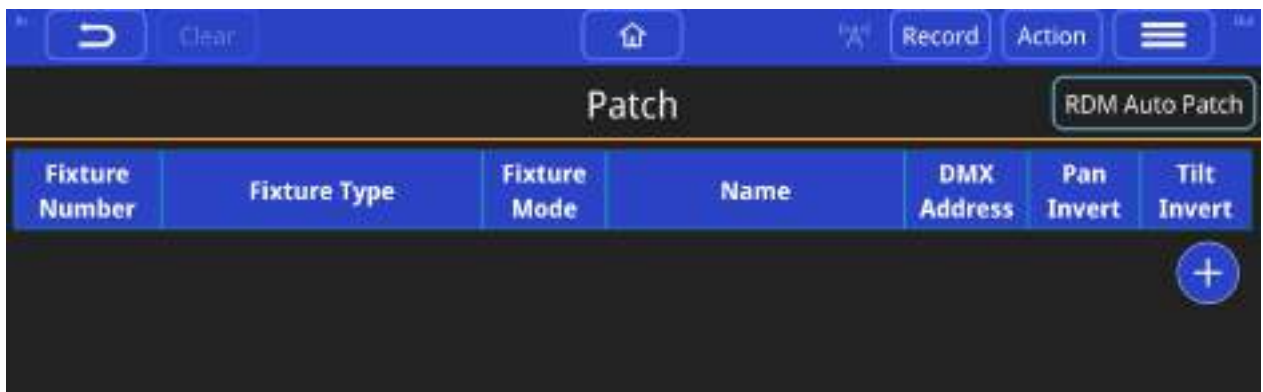 Clear
Record
Action
Patch
RDM Auto Patch
Fixture Number
Fixture Type
Fixture Mode
Name
DMX Address
Pan Invert
Tilt Invert